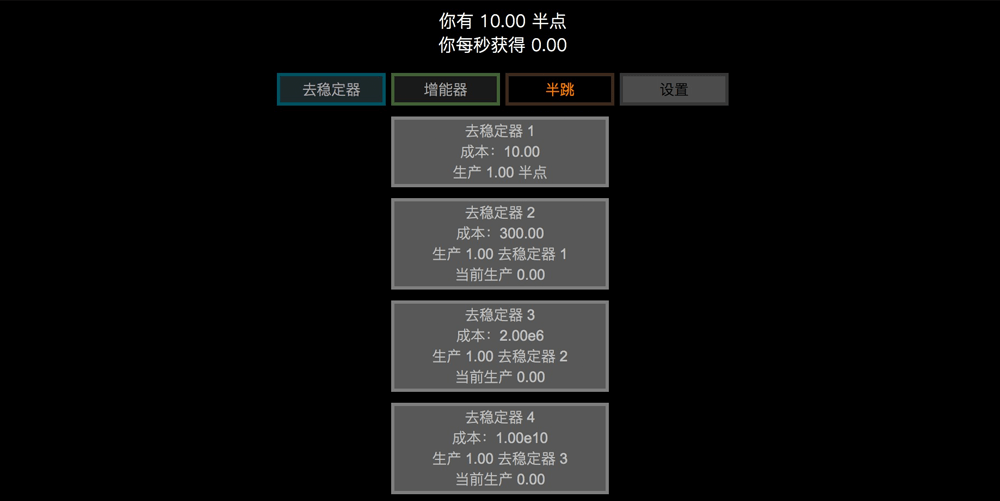 你有 10.00 半点
你每秒获得 0.00
去稳定器 增能器 半跳 设置
去稳定器 1
成本：10.00
生产 1.00 半点
去稳定器 2
成本：300.00
生产 1.00 去稳定器 1
当前生产 0.00
去稳定器 3
成本：2.00e6
生产 1.00 去稳定器 2
当前生产 0.00
去稳定器 4
成本：1.00e10
生产 1.00 去稳定器 3
当前生产 0.00